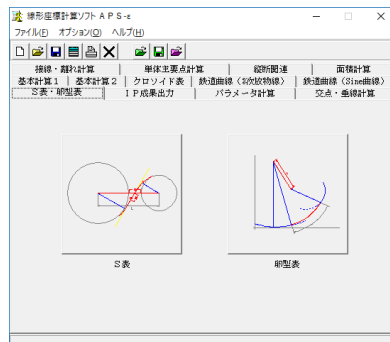 線形座標計算ソフト APS-ε
ファイル(F) オプション(O) ヘルプ(H)
接線・離れ計算 単体主要点計算 縦断関連 面積計算
基本計算1 基本計算2 クロソイド表 鉄道曲線(3次放物線) 鉄道曲線(Sine曲線)
S表・卵型表 IP成果出力 パラメータ計算 交点・垂線計算
S表 卵型表